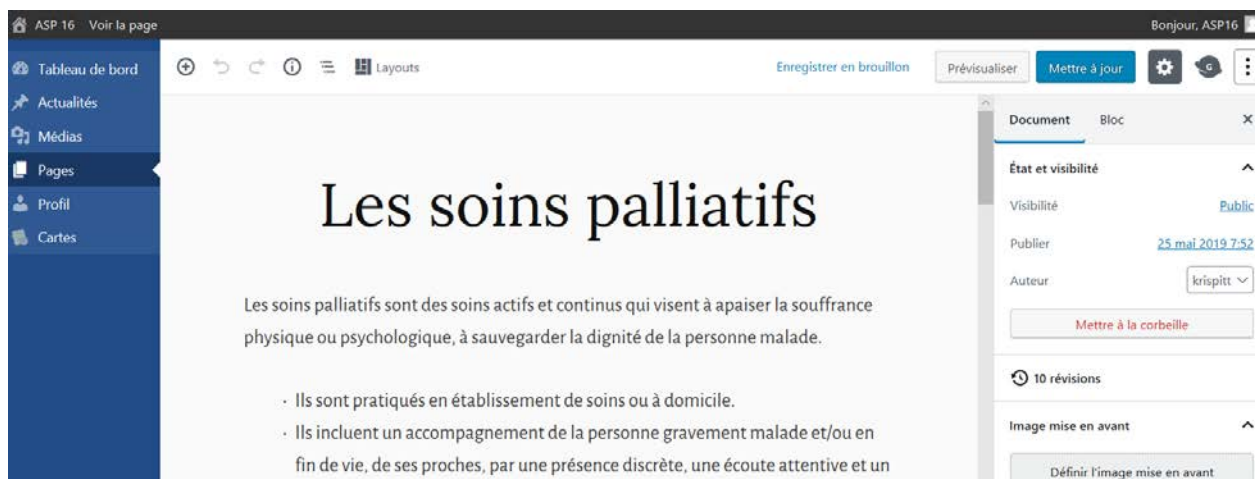 ASP 16 Voir la page Bonjour, ASP16
Tableau de bord
Actualités
Médias
Pages
Profil
Cartes
Layouts Enregistrer en brouillon Prévisualiser Mettre à jour G
Les soins palliatifs
Les soins palliatifs sont des soins actifs et continus qui visent à apaiser la souffrance
physique ou psychologique, à sauvegarder la dignité de la personne malade.
· Ils sont pratiqués en établissement de soins ou à domicile.
· Ils incluent un accompagnement de la personne gravement malade et/ou en
fin de vie, de ses proches, par une présence discrète, une écoute attentive et un
Document Bloc
État et visibilité
Visibilité Public
Publier 25 mai 2019 7:52
Auteur krispitt
Mettre à la corbeille
10 révisions
Image mise en avant
Définir l'image mise en avant